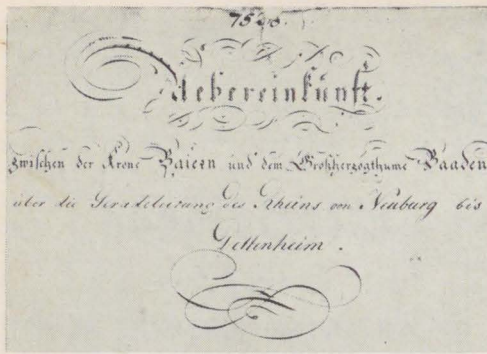 Uebereinkunft.
zwischen der Krone Baiern und dem Großherzogthume Baaden
über die Geradeleitung des Rheins von Neuburg bis
Dettenheim.